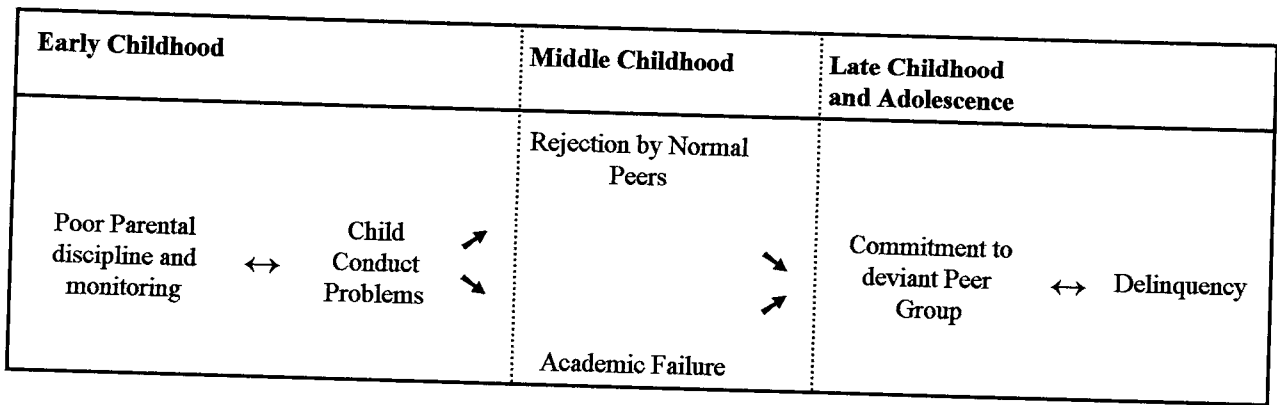 Early Childhood
Middle Childhood
Late Childhood
and Adolescence
Poor Parental
discipline and
monitoring
↔
Child
Conduct
Problems
Rejection by Normal
Peers
Academic Failure
Commitment to
deviant Peer
Group
↔
Delinquency